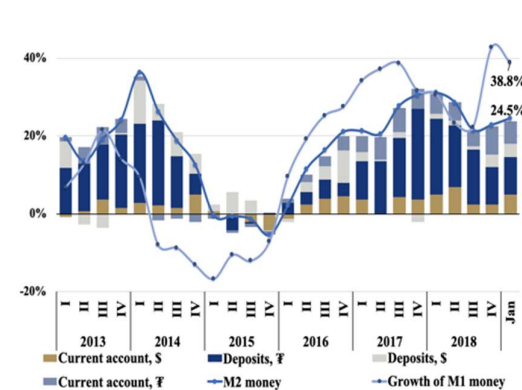 40%
38.8%
24.5%
20%
0%
-20%
I II III IV I II III IV I II III IV I II III IV I II III IV I II III IV Jan
2013 2014 2015 2016 2017 2018
Current account, $ Deposits, ₮ Deposits, $
Current account, ₮ M2 money Growth of M1 money